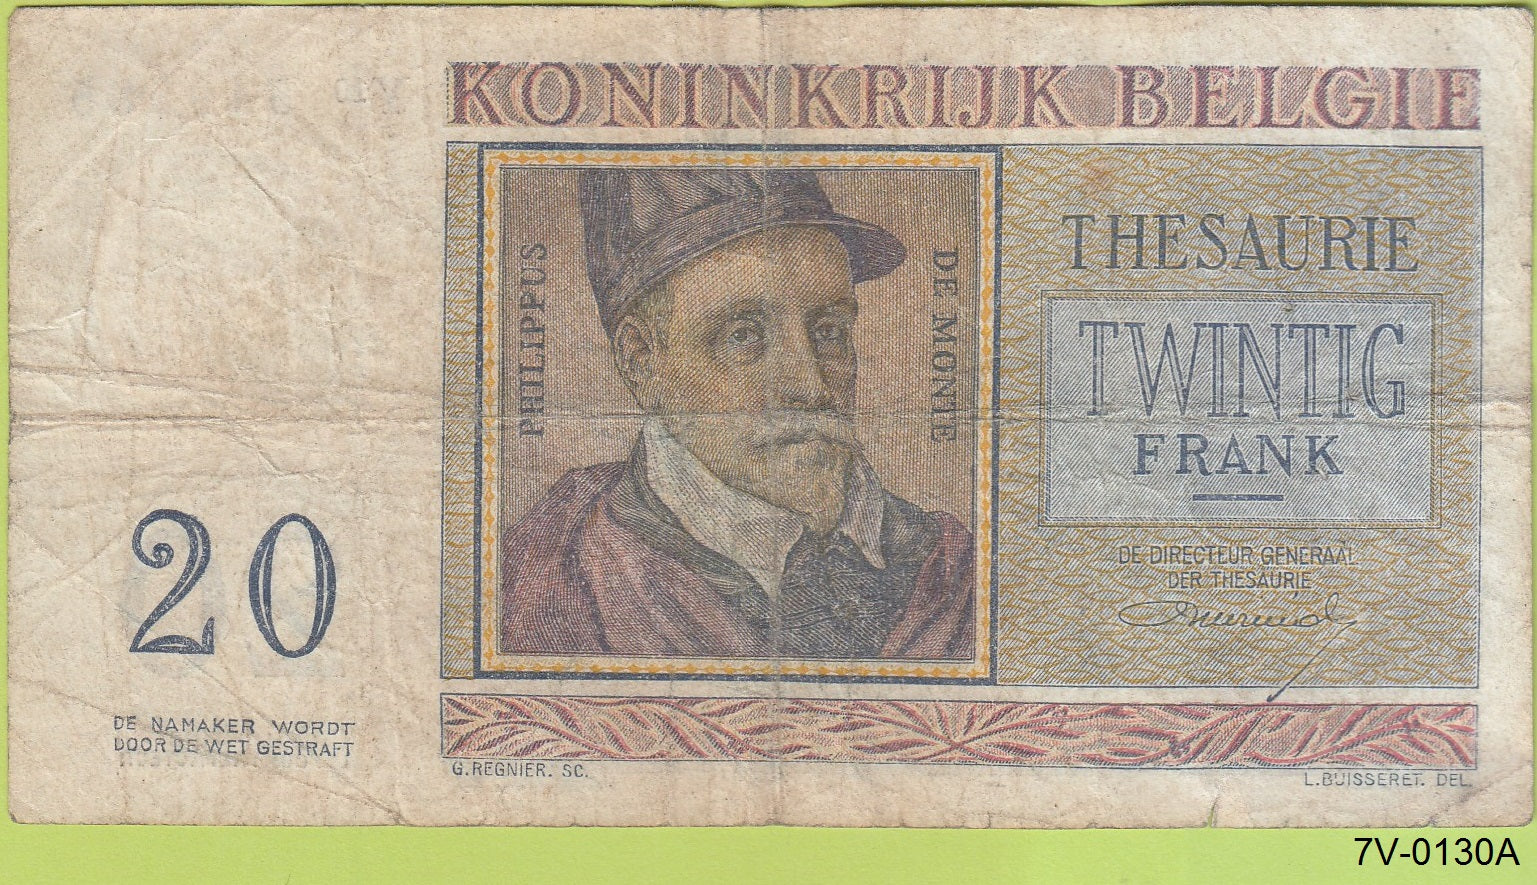 KONINKRIJK BELGIE
PHILIPPUS
DE MONTE
THESAURIE
TWINTIG
FRANK
DE DIRECTEUR GENERAAL
DER THESAURIE
20
DE NAMAKER WORDT
DOOR DE WET GESTRAFT
G.REGNIER. SC.
L.BUISSERET. DEL.
7V-0130A